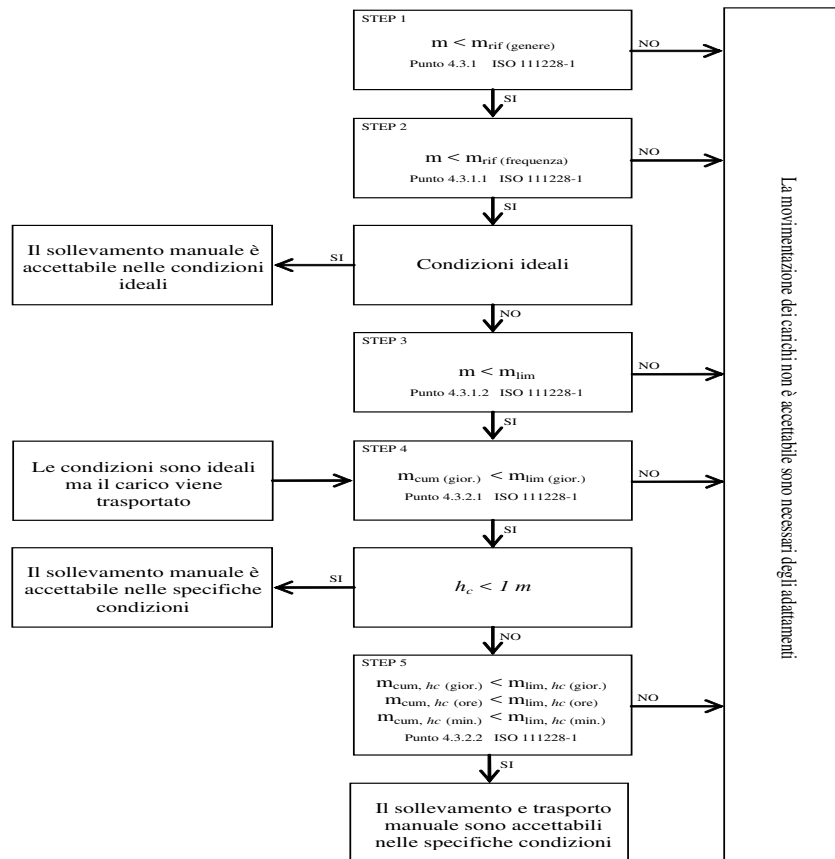 STEP 1
m < mrif (genere)
Punto 4.3.1 ISO 111228-1
NO
SI
STEP 2
m < mrif (frequenza)
Punto 4.3.1.1 ISO 111228-1
NO
SI
Il sollevamento manuale è
accettabile nelle condizioni
ideali
SI
Condizioni ideali
NO
STEP 3
m < mlim
Punto 4.3.1.2 ISO 111228-1
NO
SI
Le condizioni sono ideali
ma il carico viene
trasportato
STEP 4
mcum (gior.) < mlim (gior.)
Punto 4.3.2.1 ISO 111228-1
NO
SI
Il sollevamento manuale è
accettabile nelle specifiche
condizioni
SI
hc < 1 m
NO
STEP 5
mcum, hc (gior.) < mlim, hc (gior.)
mcum, hc (ore) < mlim, hc (ore)
mcum, hc (min.) < mlim, hc (min.)
Punto 4.3.2.2 ISO 111228-1
NO
SI
Il sollevamento e trasporto
manuale sono accettabili
nelle specifiche condizioni
La movimentazione dei carichi non è accettabile sono necessari degli adattamenti